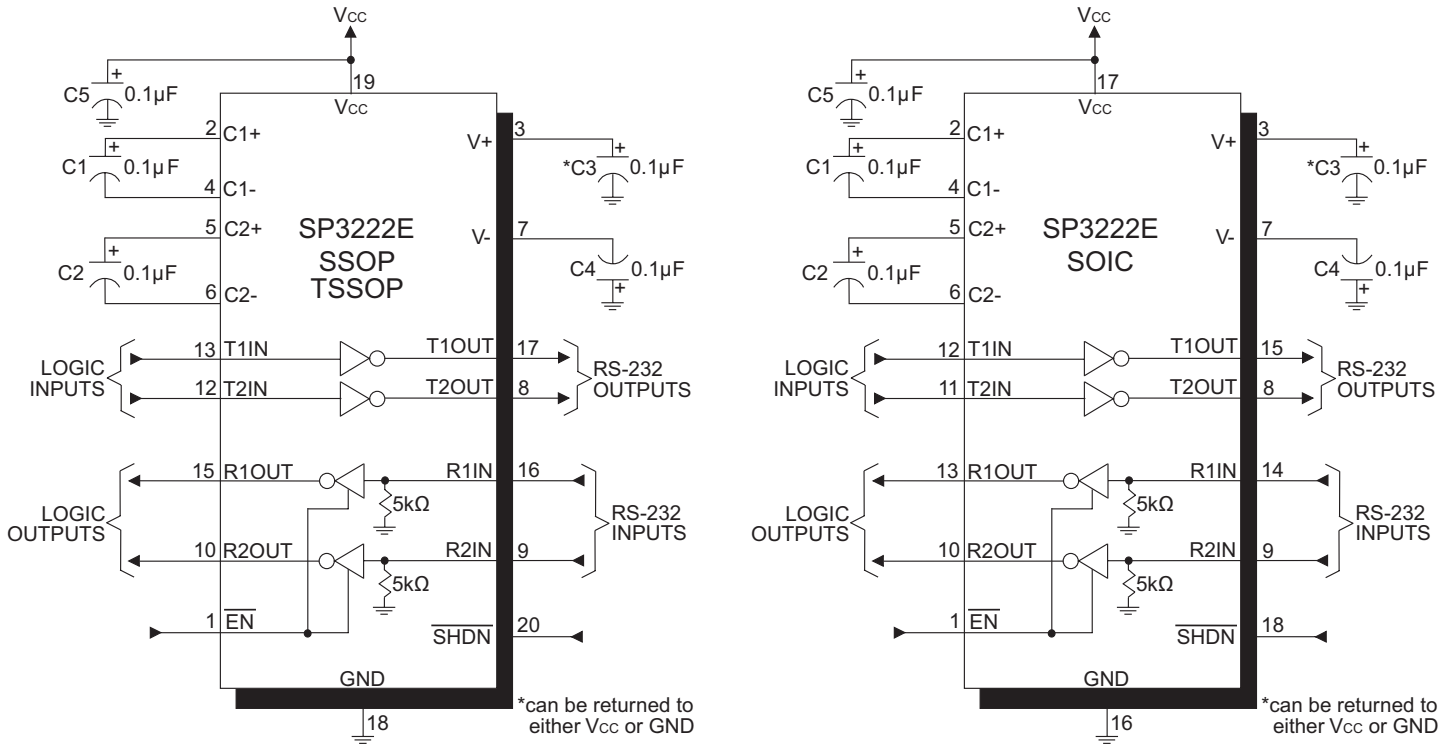 VCC
19
VCC
C5
+
0.1µF
2
C1+
C1
+
0.1µF
4
C1-
5
C2+
C2
+
0.1µF
6
C2-
SP3222E
SSOP
TSSOP
V+
3
*C3
+
0.1µF
V-
7
C4
0.1µF
+
LOGIC
INPUTS
13
T1IN
T1OUT
17
12
T2IN
T2OUT
8
RS-232
OUTPUTS
LOGIC
OUTPUTS
15
R1OUT
R1IN
16
5kΩ
10
R2OUT
R2IN
9
5kΩ
RS-232
INPUTS
1
EN
SHDN
20
GND
18
*can be returned to
either VCC or GND
VCC
17
VCC
C5
+
0.1µF
2
C1+
C1
+
0.1µF
4
C1-
5
C2+
C2
+
0.1µF
6
C2-
SP3222E
SOIC
V+
3
*C3
+
0.1µF
V-
7
C4
0.1µF
+
LOGIC
INPUTS
12
T1IN
T1OUT
15
11
T2IN
T2OUT
8
RS-232
OUTPUTS
LOGIC
OUTPUTS
13
R1OUT
R1IN
14
5kΩ
10
R2OUT
R2IN
9
5kΩ
RS-232
INPUTS
1
EN
SHDN
18
GND
16
*can be returned to
either VCC or GND